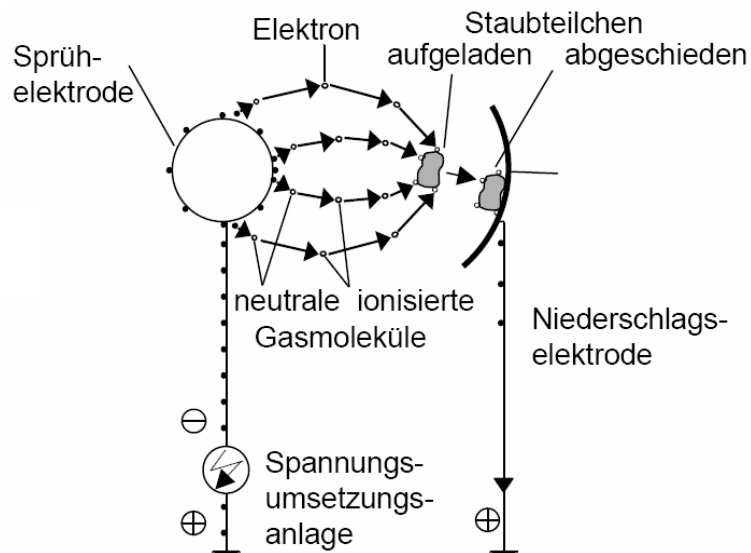 Elektron
Staubteilchen
aufgeladen abgeschieden
Sprüh-
elektrode
neutrale ionisierte
Gasmoleküle
Niederschlags-
elektrode
−
Spannungs-
umsetzungs-
anlage
+
+